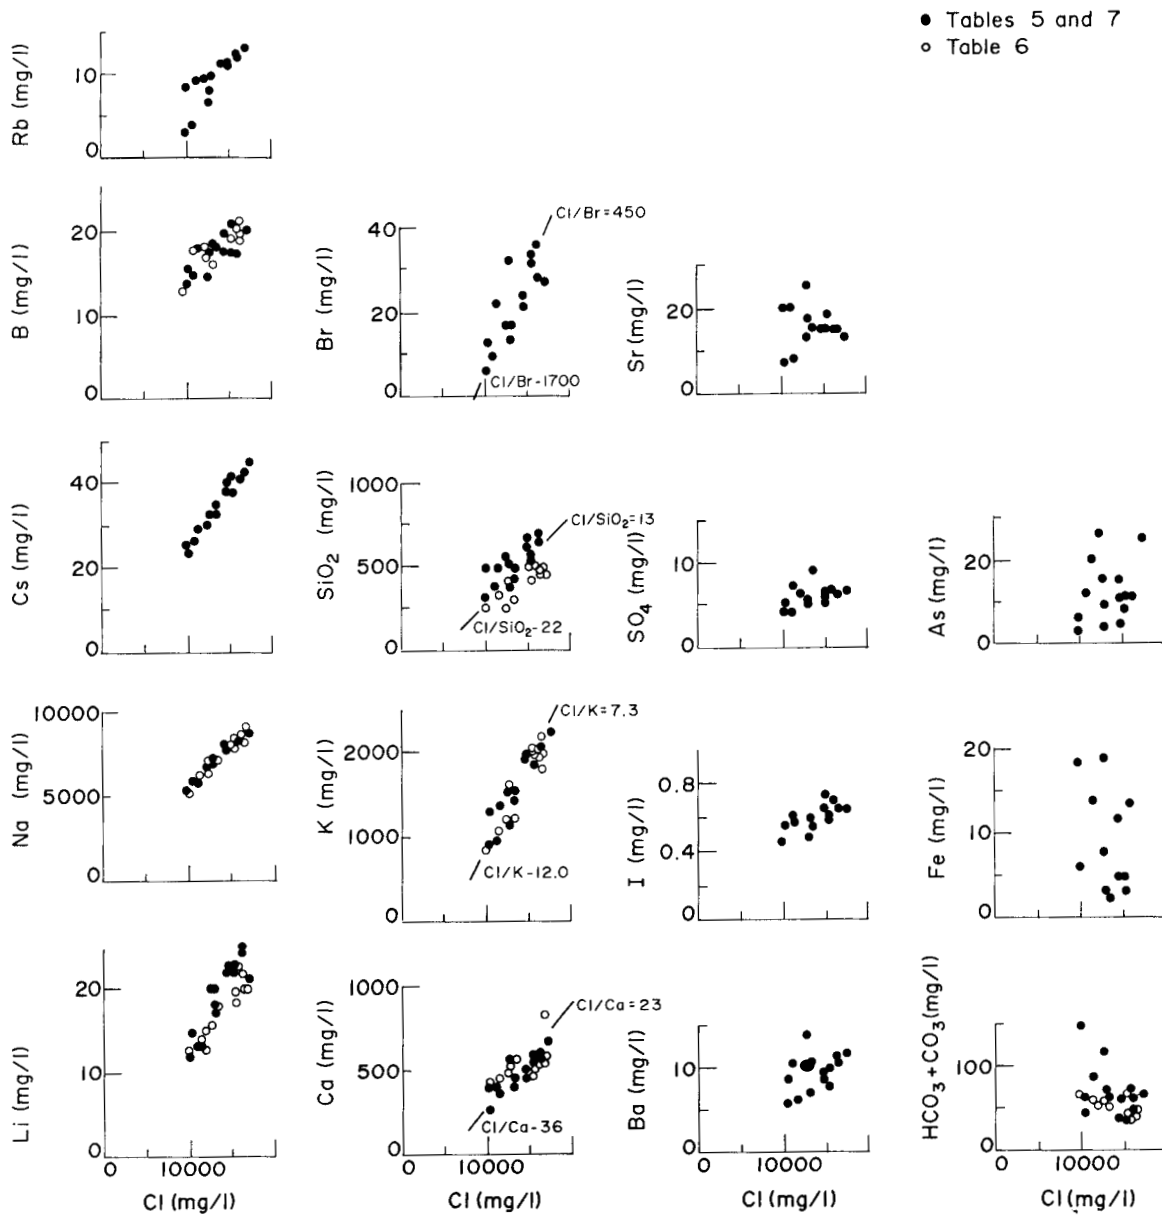 ● Tables 5 and 7
○ Table 6
Rb (mg/l)
10
0
B (mg/l)
20
10
0
Br (mg/l)
40
20
0
Cl/Br=450
Cl/Br-1700
Sr (mg/l)
20
0
Cs (mg/l)
40
20
0
SiO₂ (mg/l)
1000
500
0
Cl/SiO₂=13
Cl/SiO₂-22
SO₄ (mg/l)
10
0
As (mg/l)
20
0
Na (mg/l)
10000
5000
0
K (mg/l)
2000
1000
0
Cl/K=7.3
Cl/K-12.0
I (mg/l)
0.8
0.4
0
Fe (mg/l)
20
10
0
Li (mg/l)
20
10
0
Ca (mg/l)
1000
500
0
Cl/Ca=23
Cl/Ca-36
Ba (mg/l)
10
0
HCO₃+CO₃(mg/l)
100
0
0 10000
Cl (mg/l)
0 10000
Cl (mg/l)
0 10000
Cl (mg/l)
0 10000
Cl (mg/l)